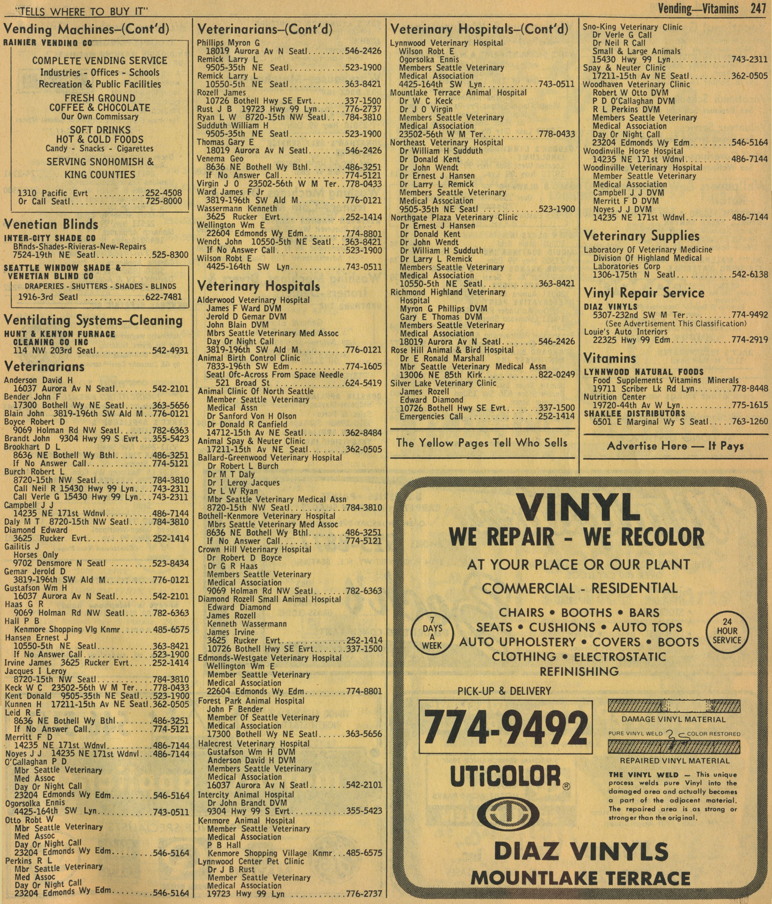 "TELLS WHERE TO BUY IT"
Vending—Vitamins 247
Vending Machines—(Cont'd)
RAINIER VENDING CO
COMPLETE VENDING SERVICE
Industries - Offices - Schools
Recreation & Public Facilities
FRESH GROUND
COFFEE & CHOCOLATE
Our Own Commissary
SOFT DRINKS
HOT & COLD FOODS
Candy - Snacks - Cigarettes
SERVING SNOHOMISH &
KING COUNTIES
1310 Pacific Evrt ............252-4508
Or Call Seatl................725-8000
Venetian Blinds
INTER-CITY SHADE CO
Blinds-Shades-Rivieras-New-Repairs
7524-19th NE Seatl..........525-8300
SEATTLE WINDOW SHADE &
VENETIAN BLIND CO
DRAPERIES - SHUTTERS - SHADES - BLINDS
1916-3rd Seatl..............622-7481
Ventilating Systems—Cleaning
HUNT & KENYON FURNACE
CLEANING CO INC
114 NW 203rd Seatl..........542-4931
Veterinarians
Anderson David H
16037 Aurora Av N Seatl......542-2101
Bender John F
17300 Bothell Wy NE Seatl....363-5656
Blain John 3819-196th SW Ald M..776-0121
Boyce Robert D
9069 Holman Rd NW Seatl.....782-6363
Brandt John 9304 Hwy 99 S Evrt...355-5423
Brookhart D L
8636 NE Bothell Wy Bthl......486-3251
If No Answer Call............774-5121
Burch Robert L
8720-15th NW Seatl..........784-3810
Call Neil R 15430 Hwy 99 Lyn....743-2311
Call Verle G 15430 Hwy 99 Lyn...743-2311
Campbell J J
14235 NE 171st Wdnvl........486-7144
Daly M T 8720-15th NW Seatl....784-3810
Diamond Edward
3625 Rucker Evrt............252-1414
Gailitis J
Horses Only
9702 Densmore N Seatl.......523-8434
Gemar Jerold D
3819-196th SW Ald M.........776-0121
Gustafson Wm H
16037 Aurora Av N Seatl......542-2101
Haas G R
9069 Holman Rd NW Seatl.....782-6363
Hall P B
Kenmore Shopping Vlg Knmr...485-6575
Hansen Ernest J
10550-5th NE Seatl..........363-8421
If No Answer Call............523-1900
Irvine James 3625 Rucker Evrt...252-1414
Jacques I Leroy
8720-15th NW Seatl..........784-3810
Keck W C 23502-56th W M Ter...778-0433
Kent Donald 9505-35th NE Seatl..523-1900
Kunnen H 17211-15th Av NE Seatl.362-0505
Leid R E
8636 NE Bothell Wy Bthl......486-3251
If No Answer Call............774-5121
Merritt F D
14235 NE 171st Wdnvl........486-7144
Noyes J J 14235 NE 171st Wdnvl..486-7144
O'Callaghan P D
Mbr Seattle Veterinary
Med Assoc
Day Or Night Call
23204 Edmonds Wy Edm........546-5164
Ogorsolka Ennis
4425-164th SW Lyn..........743-0511
Otto Robt W
Mbr Seattle Veterinary
Med Assoc
Day Or Night Call
23204 Edmonds Wy Edm........546-5164
Perkins R L
Mbr Seattle Veterinary
Med Assoc
Day Or Night Call
23204 Edmonds Wy Edm........546-5164
Veterinarians—(Cont'd)
Phillips Myron G
18019 Aurora Av N Seatl......546-2426
Remick Larry L
9505-35th NE Seatl..........523-1900
Remick Larry L
10550-5th NE Seatl..........363-8421
Rozell James
10726 Bothell Hwy SE Evrt.....337-1500
Rust J B 19723 Hwy 99 Lyn.....776-2737
Ryan L W 8720-15th NW Seatl...784-3810
Sudduth William H
9505-35th NE Seatl..........523-1900
Thomas Gary E
18019 Aurora Av N Seatl......546-2426
Venema Geo
8636 NE Bothell Wy Bthl......486-3251
If No Answer Call............774-5121
Virgin J O 23502-56th W M Ter..778-0433
Ward James F Jr
3819-196th SW Ald M.........776-0121
Wassermann Kenneth
3625 Rucker Evrt............252-1414
Wellington Wm E
22604 Edmonds Wy Edm.......774-8801
Wendt John 10550-5th NE Seatl..363-8421
If No Answer Call............523-1900
Wilson Robt E
4425-164th SW Lyn..........743-0511
Veterinary Hospitals
Alderwood Veterinary Hospital
James F Ward DVM
Jerold D Gemar DVM
John Blain DVM
Mbrs Seattle Veterinary Med Assoc
Day Or Night Call
3819-196th SW Ald M.........776-0121
Animal Birth Control Clinic
7833-196th SW Edm..........774-1605
Seatl Ofc-Across From Space Needle
521 Broad St................624-5419
Animal Clinic Of North Seattle
Member Seattle Veterinary
Medical Assn
Dr Sanford Von H Olson
Dr Donald R Canfield
14712-15th Av NE Seatl.......362-8484
Animal Spay & Neuter Clinic
17211-15th Av NE Seatl.......362-0505
Ballard-Greenwood Veterinary Hospital
Dr Robert L Burch
Dr M T Daly
Dr I Leroy Jacques
Dr L W Ryan
Mbr Seattle Veterinary Medical Assn
8720-15th NW Seatl..........784-3810
Bothell-Kenmore Veterinary Hospital
Mbrs Seattle Veterinary Med Assoc
8636 NE Bothell Wy Bthl......486-3251
If No Answer Call............774-5121
Crown Hill Veterinary Hospital
Dr Robert D Boyce
Dr G R Haas
Members Seattle Veterinary
Medical Association
9069 Holman Rd NW Seatl.....782-6363
Diamond Rozell Small Animal Hospital
Edward Diamond
James Rozell
Kenneth Wassermann
James Irvine
3625 Rucker Evrt............252-1414
10726 Bothell Hwy SE Evrt.....337-1500
Edmonds-Westgate Veterinary Hospital
Wellington Wm E
Member Seattle Veterinary
Medical Association
22604 Edmonds Wy Edm.......774-8801
Forest Park Animal Hospital
John F Bender
Member Of Seattle Veterinary
Medical Association
17300 Bothell Wy NE Seatl....363-5656
Halecrest Veterinary Hospital
Gustafson Wm H DVM
Anderson David H DVM
Members Seattle Veterinary
Medical Association
16037 Aurora Av N Seatl......542-2101
Intercity Animal Hospital
Dr John Brandt DVM
9304 Hwy 99 S Evrt..........355-5423
Kenmore Animal Hospital
Member Seattle Veterinary
Medical Association
P B Hall
Kenmore Shopping Village Knmr...485-6575
Lynnwood Center Pet Clinic
Dr J B Rust
Member Seattle Veterinary
Medical Association
19723 Hwy 99 Lyn ...........776-2737
Veterinary Hospitals—(Cont'd)
Lynnwood Veterinary Hospital
Wilson Robt E
Ogorsolka Ennis
Members Seattle Veterinary
Medical Association
4425-164th SW Lyn..........743-0511
Mountlake Terrace Animal Hospital
Dr W C Keck
Dr J O Virgin
Members Seattle Veterinary
Medical Association
23502-56th W M Ter.........778-0433
Northeast Veterinary Hospital
Dr William H Sudduth
Dr Donald Kent
Dr John Wendt
Dr Ernest J Hansen
Dr Larry L Remick
Members Seattle Veterinary
Medical Association
9505-35th NE Seatl..........523-1900
Northgate Plaza Veterinary Clinic
Dr Ernest J Hansen
Dr Donald Kent
Dr John Wendt
Dr William H Sudduth
Dr Larry L Remick
Members Seattle Veterinary
Medical Association
10550-5th NE Seatl..........363-8421
Richmond Highland Veterinary
Hospital
Myron G Phillips DVM
Gary E Thomas DVM
Members Seattle Veterinary
Medical Association
18019 Aurora Av N Seatl......546-2426
Rose Hill Animal & Bird Hospital
Dr E Ronald Marshall
Mbr Seattle Veterinary Medical Assn
13006 NE 85th Kirk..........822-0249
Silver Lake Veterinary Clinic
James Rozell
Edward Diamond
10726 Bothell Hwy SE Evrt.....337-1500
Emergencies Call............252-1414
The Yellow Pages Tell Who Sells
Sno-King Veterinary Clinic
Dr Verle G Call
Dr Neil R Call
Small & Large Animals
15430 Hwy 99 Lyn...........743-2311
Spay & Neuter Clinic
17211-15th Av NE Seatl.......362-0505
Woodhaven Veterinary Clinic
Robert W Otto DVM
P D O'Callaghan DVM
R L Perkins DVM
Members Seattle Veterinary
Medical Association
Day Or Night Call
23204 Edmonds Wy Edm.......546-5164
Woodinville Horse Hospital
14235 NE 171st Wdnvl........486-7144
Woodinville Veterinary Hospital
Member Seattle Veterinary
Medical Association
Campbell J J DVM
Merritt F D DVM
Noyes J J DVM
14235 NE 171st Wdnvl........486-7144
Veterinary Supplies
Laboratory Of Veterinary Medicine
Division Of Highland Medical
Laboratories Corp
1306-175th N Seatl..........542-6138
Vinyl Repair Service
DIAZ VINYLS
5307-232nd SW M Ter........774-9492
(See Advertisement This Classification)
Louie's Auto Interiors
22325 Hwy 99 Edm...........774-2919
Vitamins
LYNNWOOD NATURAL FOODS
Food Supplements Vitamins Minerals
19711 Scriber Lk Rd Lyn......778-8448
Nutrition Center
19720-44th Av W Lyn.........775-1615
SHAKLEE DISTRIBUTORS
6501 E Marginal Wy S Seatl....763-1260
Advertise Here — It Pays
VINYL
WE REPAIR - WE RECOLOR
AT YOUR PLACE OR OUR PLANT
COMMERCIAL - RESIDENTIAL
7
DAYS
A
WEEK
CHAIRS • BOOTHS • BARS
SEATS • CUSHIONS • AUTO TOPS
AUTO UPHOLSTERY • COVERS • BOOTS
CLOTHING • ELECTROSTATIC
REFINISHING
24
HOUR
SERVICE
PICK-UP & DELIVERY
774-9492
DAMAGE VINYL MATERIAL
PURE VINYL WELD
COLOR RESTORED
REPAIRED VINYL MATERIAL
UTiCOLOR®
THE VINYL WELD — This unique
process welds pure Vinyl into the
damaged area and actually becomes
a part of the adjacent material.
The repaired area is as strong or
stronger than the original.
DIAZ VINYLS
MOUNTLAKE TERRACE